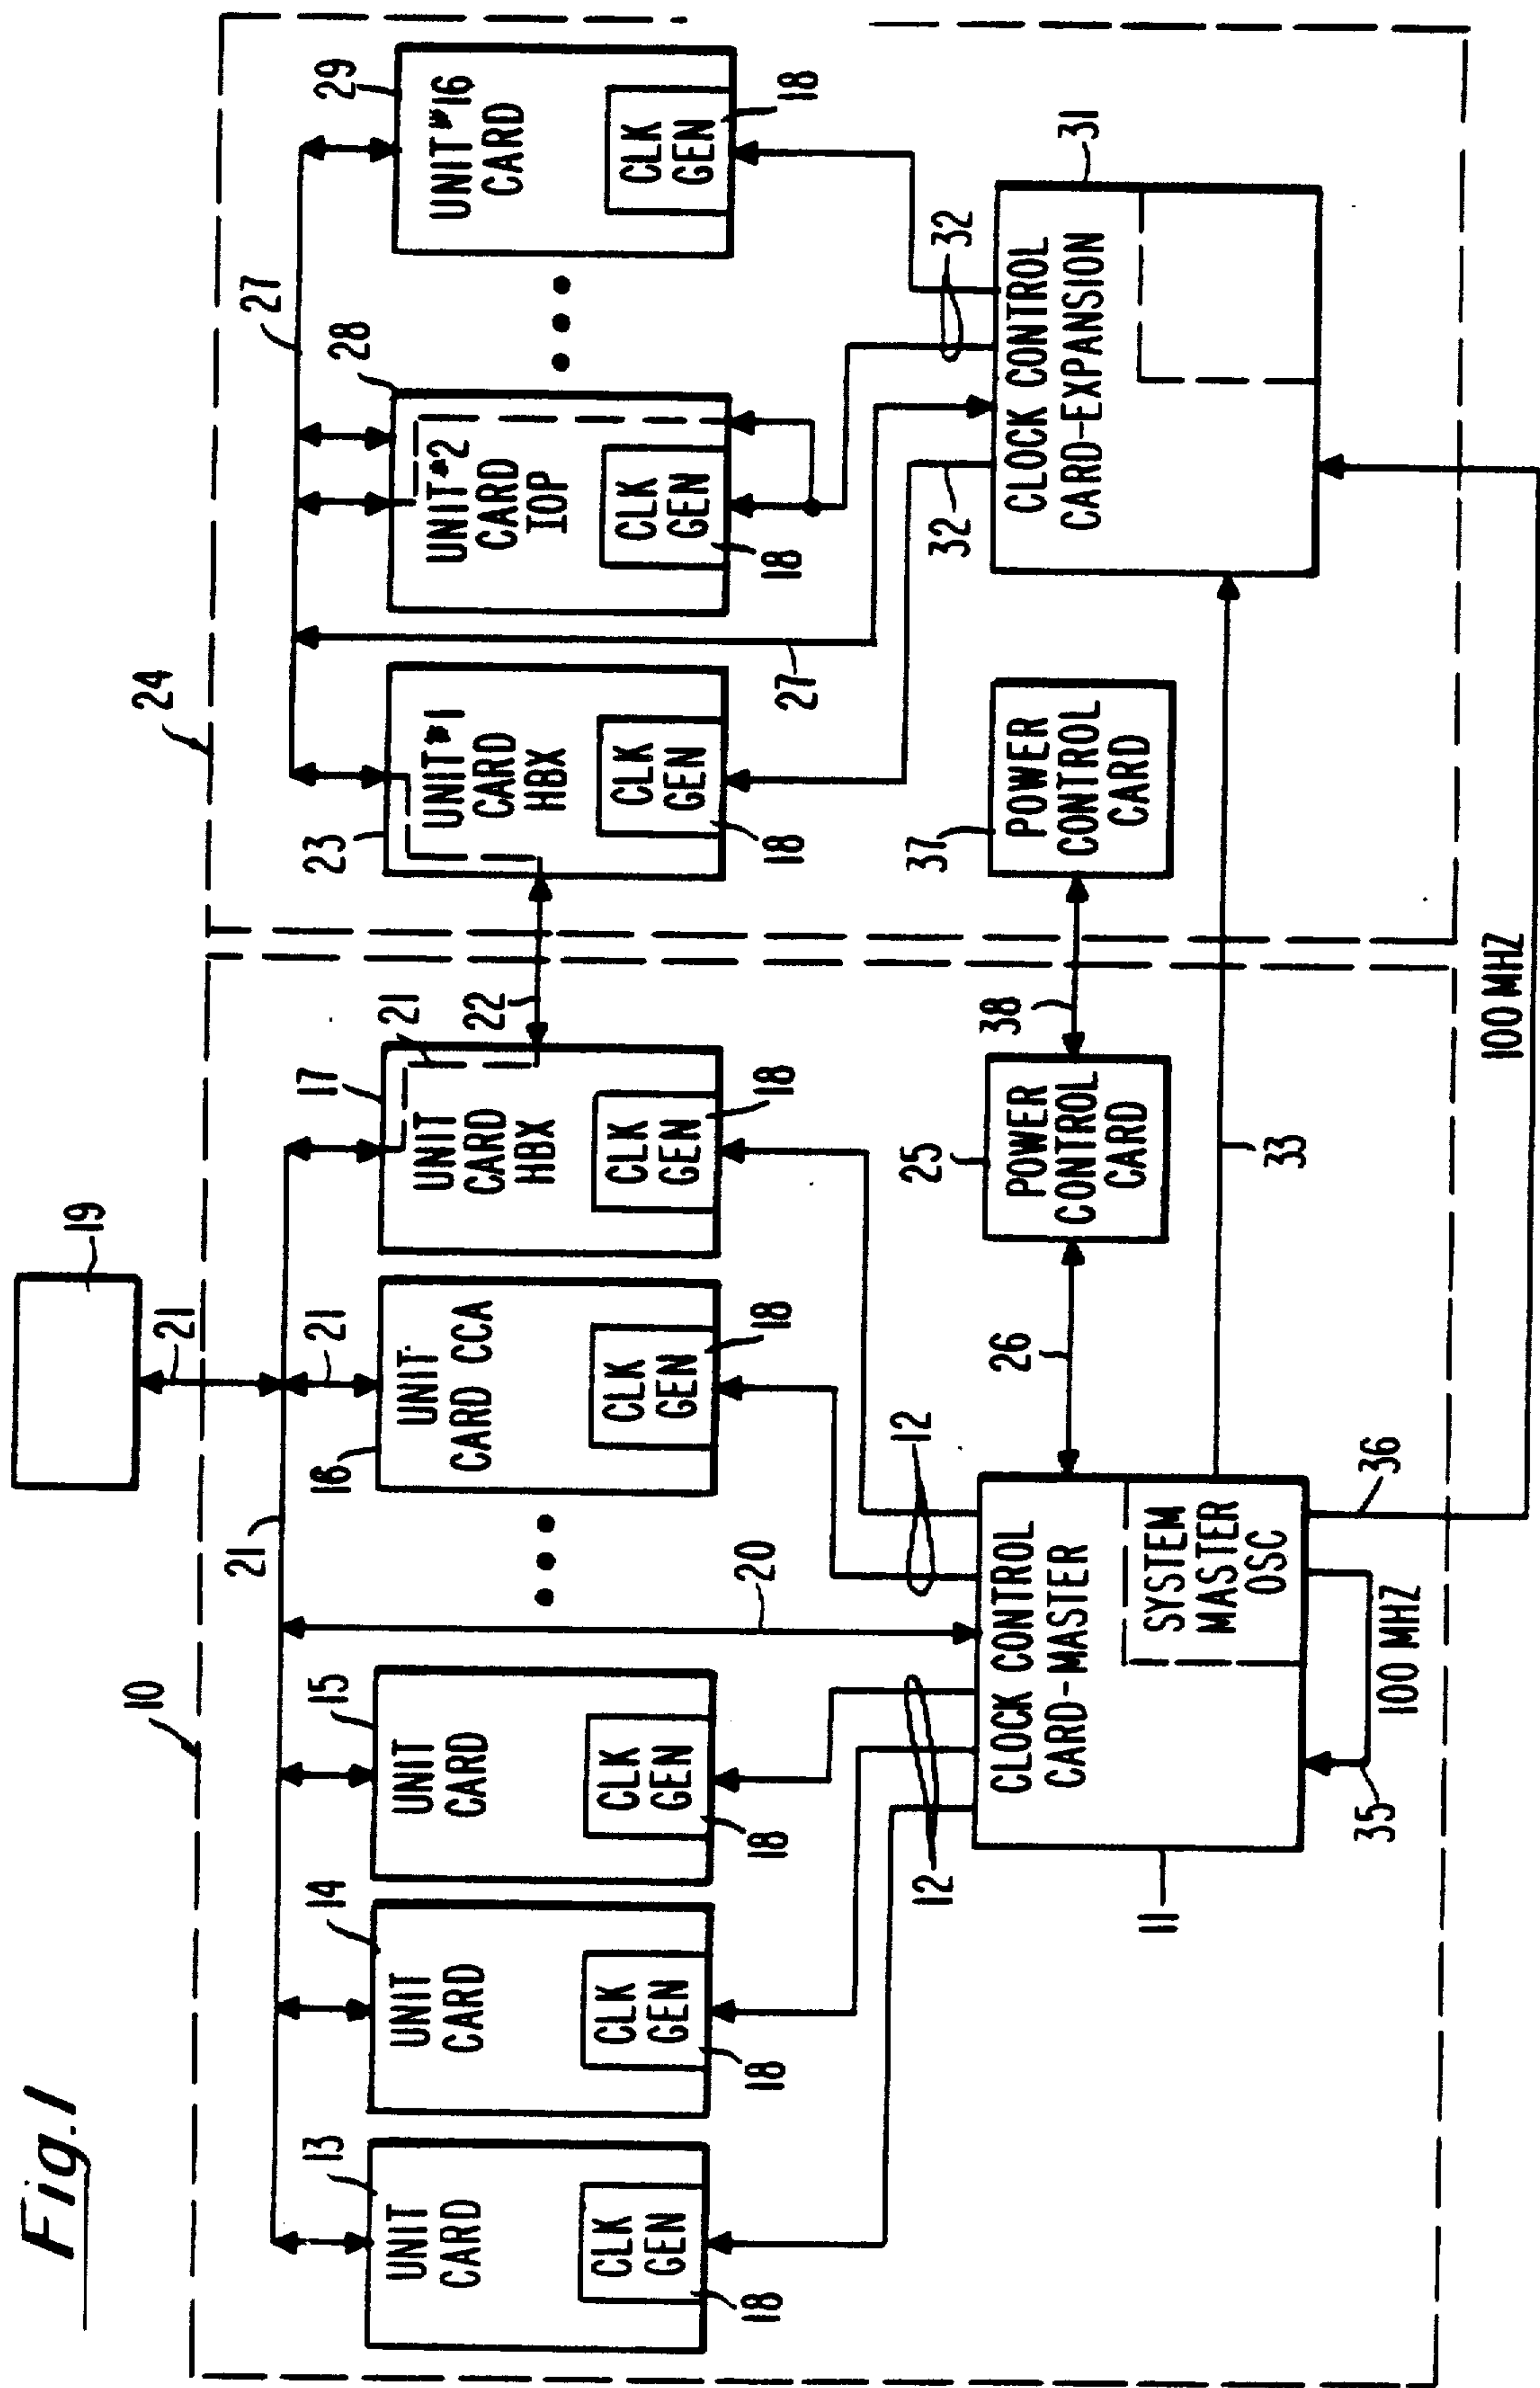 Fig. 1
10
19
21
21
21
24
27
13
UNIT
CARD
CLK
GEN
18
14
UNIT
CARD
CLK
GEN
18
15
UNIT
CARD
CLK
GEN
18
16
UNIT
CARD CCA
CLK
GEN
18
17
21
UNIT
CARD
HBX
CLK
GEN
18
22
23
UNIT #1
CARD
HBX
CLK
GEN
18
27
28
UNIT #2
CARD
IOP
CLK
GEN
18
29
UNIT #16
CARD
CLK
GEN
18
12
20
12
32
32
11
CLOCK CONTROL
CARD-MASTER
SYSTEM
MASTER
OSC
26
25
POWER
CONTROL
CARD
38
37
POWER
CONTROL
CARD
31
CLOCK CONTROL
CARD-EXPANSION
33
35
100 MHZ
36
100 MHZ